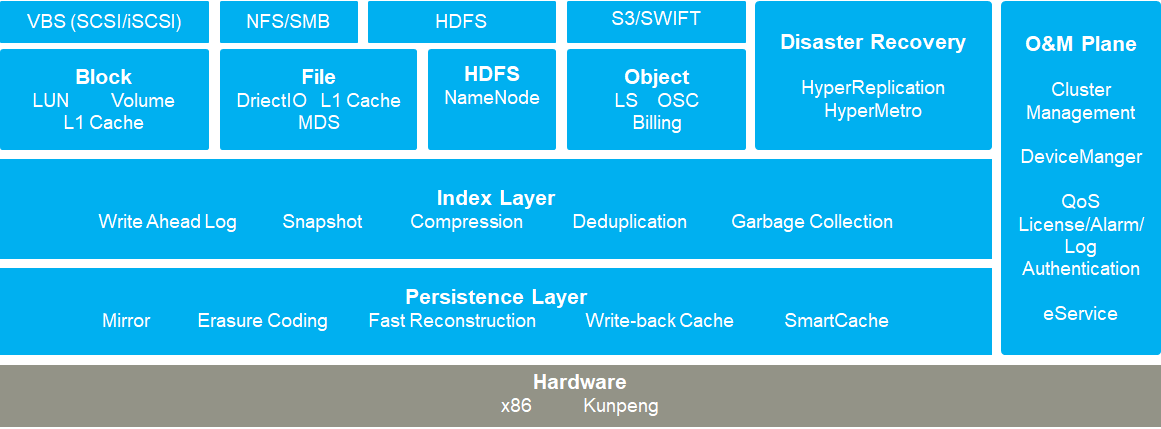 VBS (SCSI/iSCSI)
NFS/SMB
HDFS
S3/SWIFT
Block
LUN Volume
L1 Cache
File
DriectIO L1 Cache
MDS
HDFS
NameNode
Object
LS OSC
Billing
Disaster Recovery
HyperReplication
HyperMetro
O&M Plane
Cluster
Management
DeviceManger
QoS
License/Alarm/
Log
Authentication
eService
Index Layer
Write Ahead Log Snapshot Compression Deduplication Garbage Collection
Persistence Layer
Mirror Erasure Coding Fast Reconstruction Write-back Cache SmartCache
Hardware
x86 Kunpeng